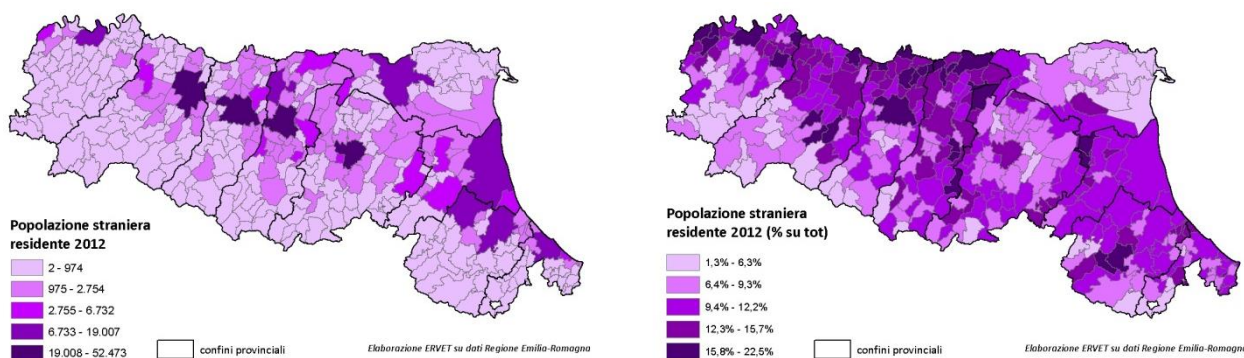 Popolazione straniera
residente 2012
2 - 974
975 - 2.754
2.755 - 6.732
6.733 - 19.007
19.008 - 52.473
confini provinciali
Elaborazione ERVET su dati Regione Emilia-Romagna
Popolazione straniera
residente 2012 (% su tot)
1,3% - 6,3%
6,4% - 9,3%
9,4% - 12,2%
12,3% - 15,7%
15,8% - 22,5%
confini provinciali
Elaborazione ERVET su dati Regione Emilia-Romagna